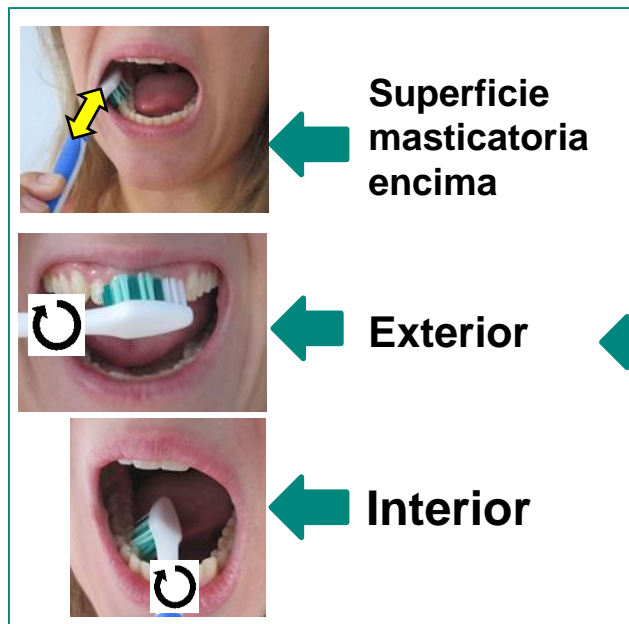 Superficie
masticatoria
encima
Exterior
Interior